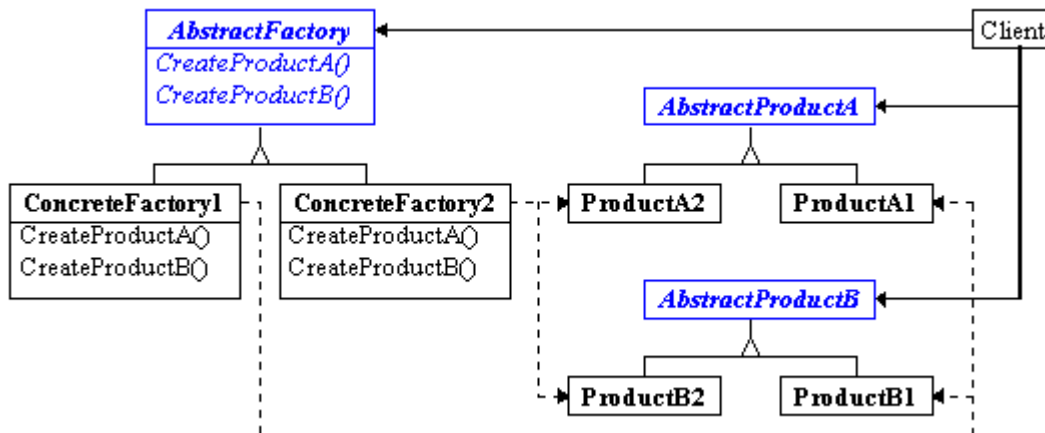 AbstractFactory
CreateProductA()
CreateProductB()
Client
AbstractProductA
ConcreteFactory1
CreateProductA()
CreateProductB()
ConcreteFactory2
CreateProductA()
CreateProductB()
ProductA2
ProductA1
AbstractProductB
ProductB2
ProductB1